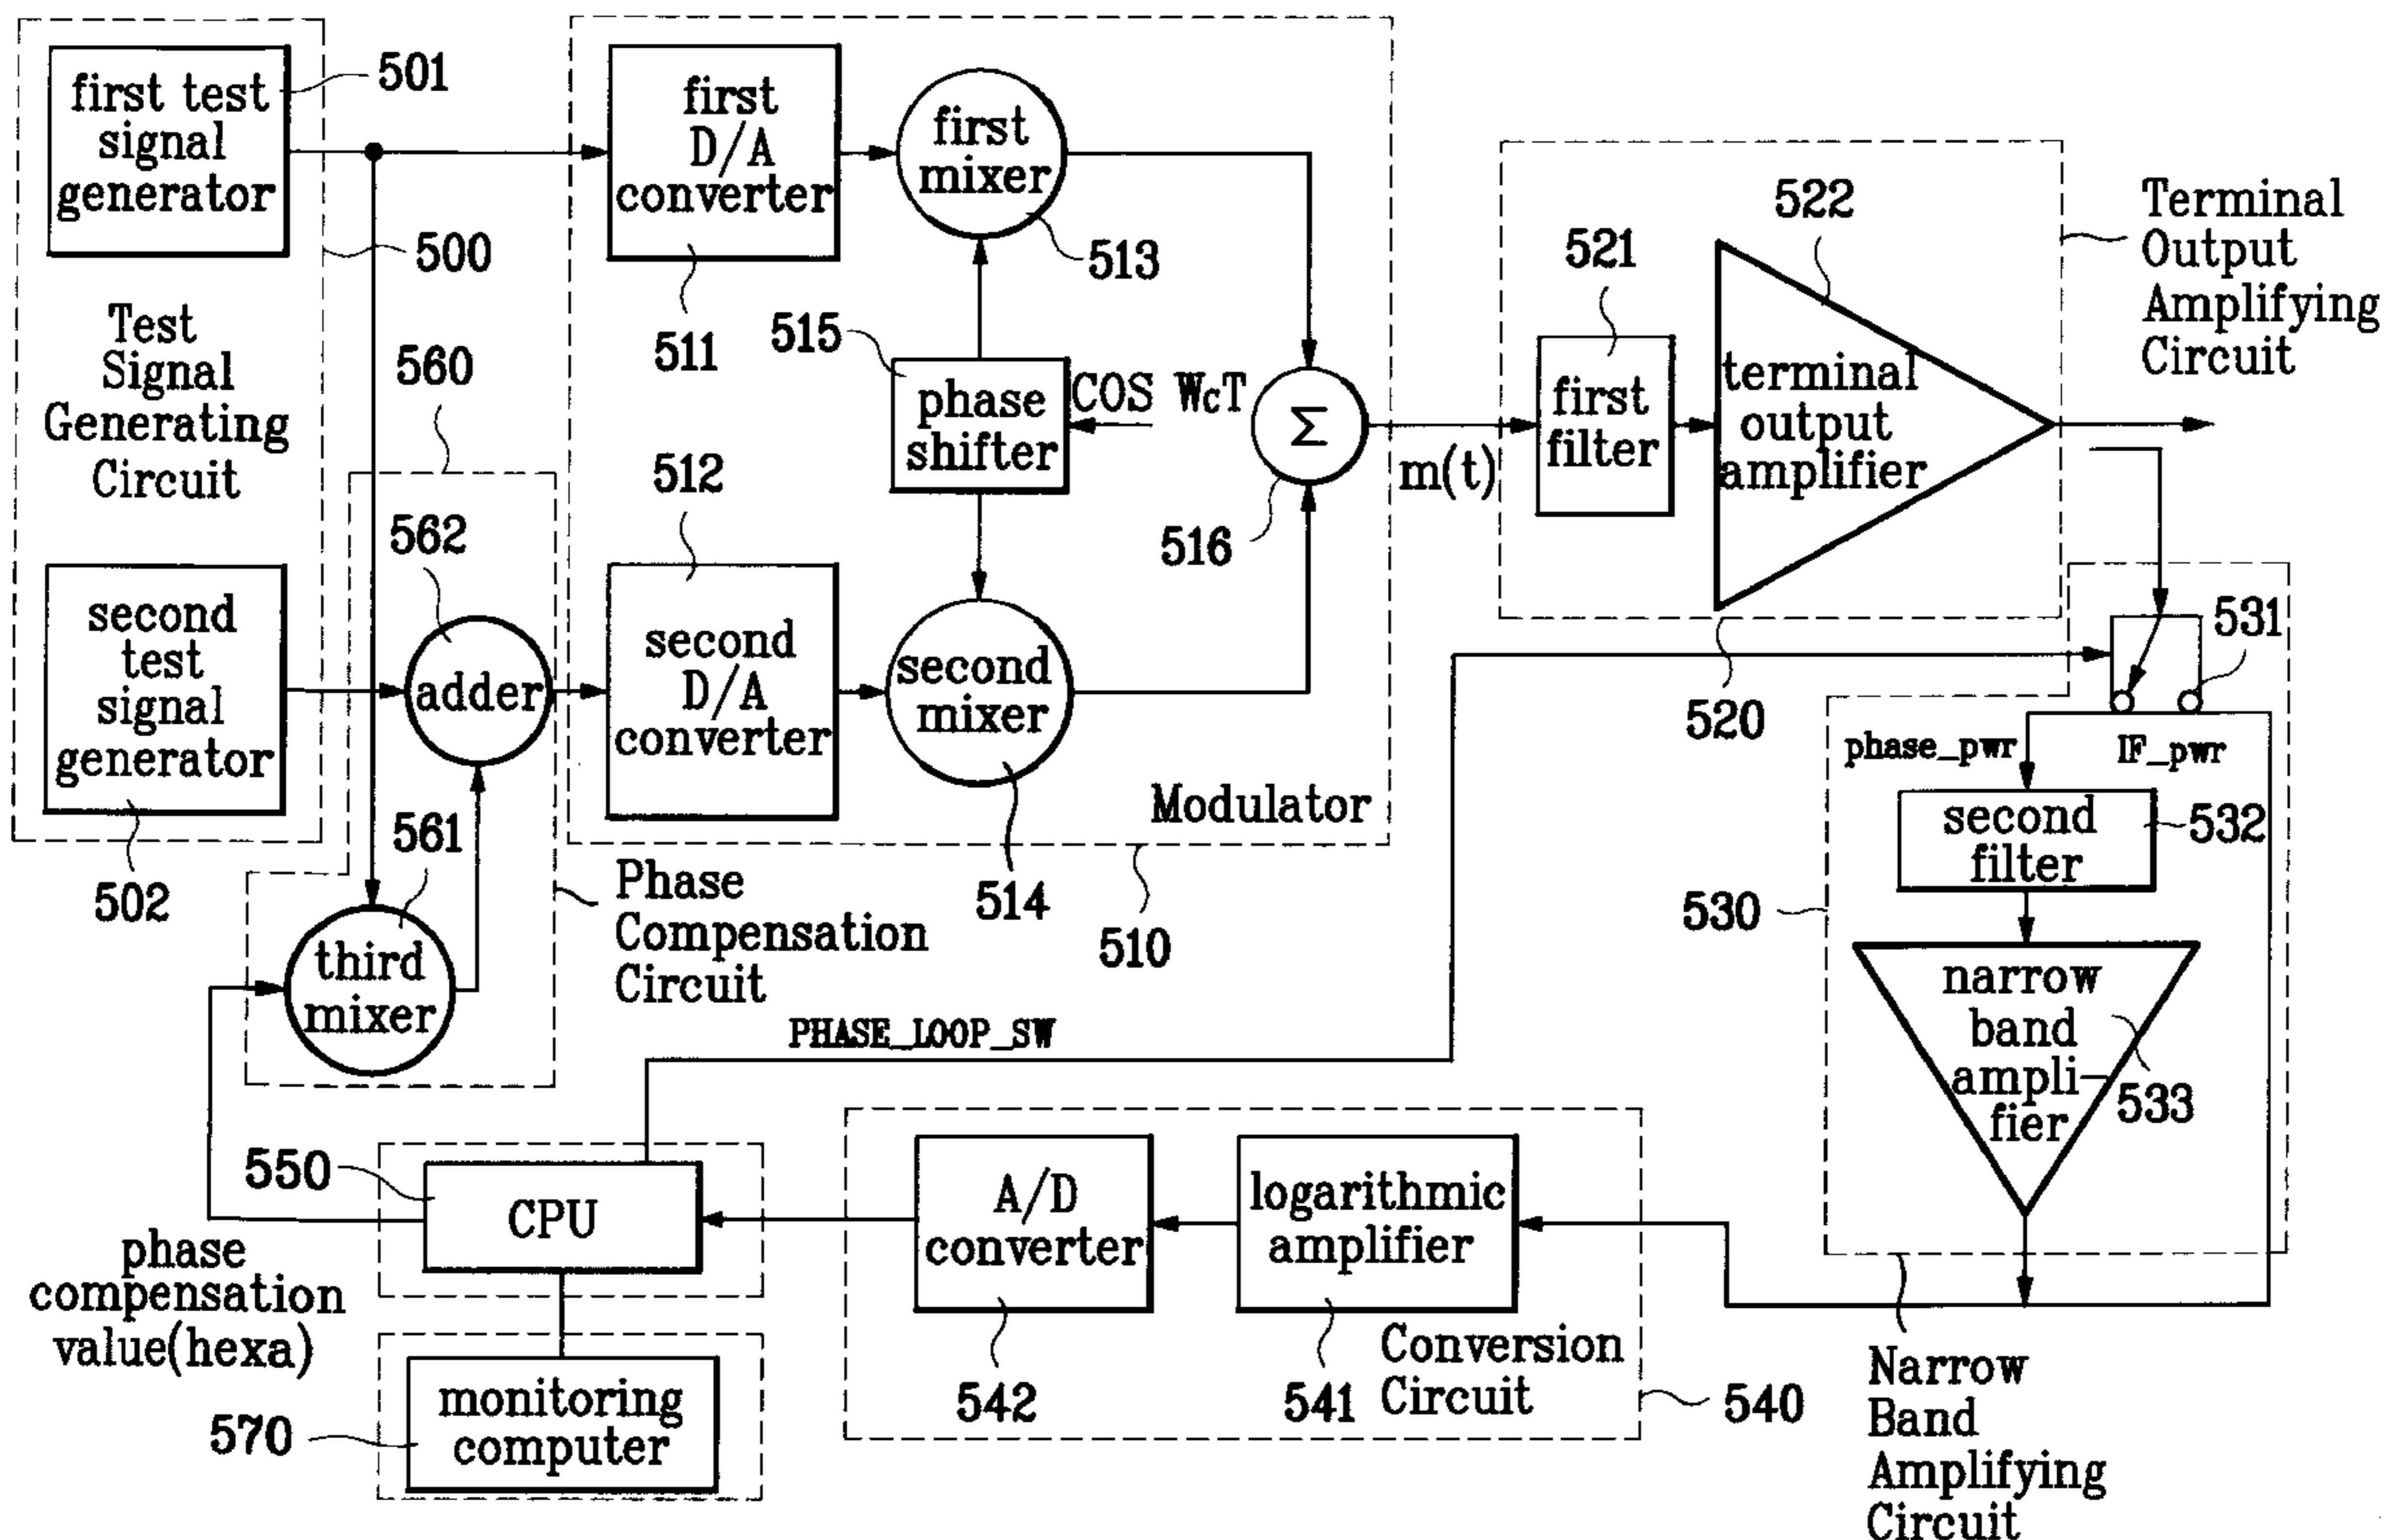 first test
signal
generator
501
500
Test
Signal
Generating
Circuit
second
test
signal
generator
502
560
562
adder
561
third
mixer
Phase
Compensation
Circuit
first
D/A
converter
511
first
mixer
513
515
phase
shifter
COS WcT
512
second
D/A
converter
second
mixer
514
Σ
516
Modulator
510
m(t)
521
first
filter
522
terminal
output
amplifier
520
Terminal
Output
Amplifying
Circuit
531
phase_pwr
IF_pwr
second
filter
532
530
narrow
band
ampli-
fier
533
Narrow
Band
Amplifying
Circuit
PHASE_LOOP_SW
550
CPU
A/D
converter
542
logarithmic
amplifier
541
Conversion
Circuit
540
phase
compensation
value(hexa)
570
monitoring
computer